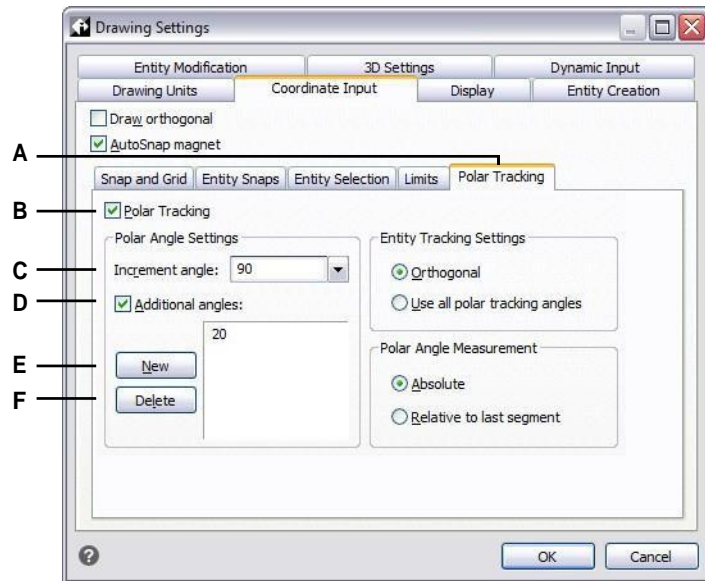 Drawing Settings
Entity Modification 3D Settings Dynamic Input
Drawing Units Coordinate Input Display Entity Creation
Draw orthogonal
AutoSnap magnet
A
Snap and Grid Entity Snaps Entity Selection Limits Polar Tracking
B Polar Tracking
Polar Angle Settings
C Increment angle: 90
D Additional angles:
20
E New
F Delete
Entity Tracking Settings
Orthogonal
Use all polar tracking angles
Polar Angle Measurement
Absolute
Relative to last segment
?
OK Cancel